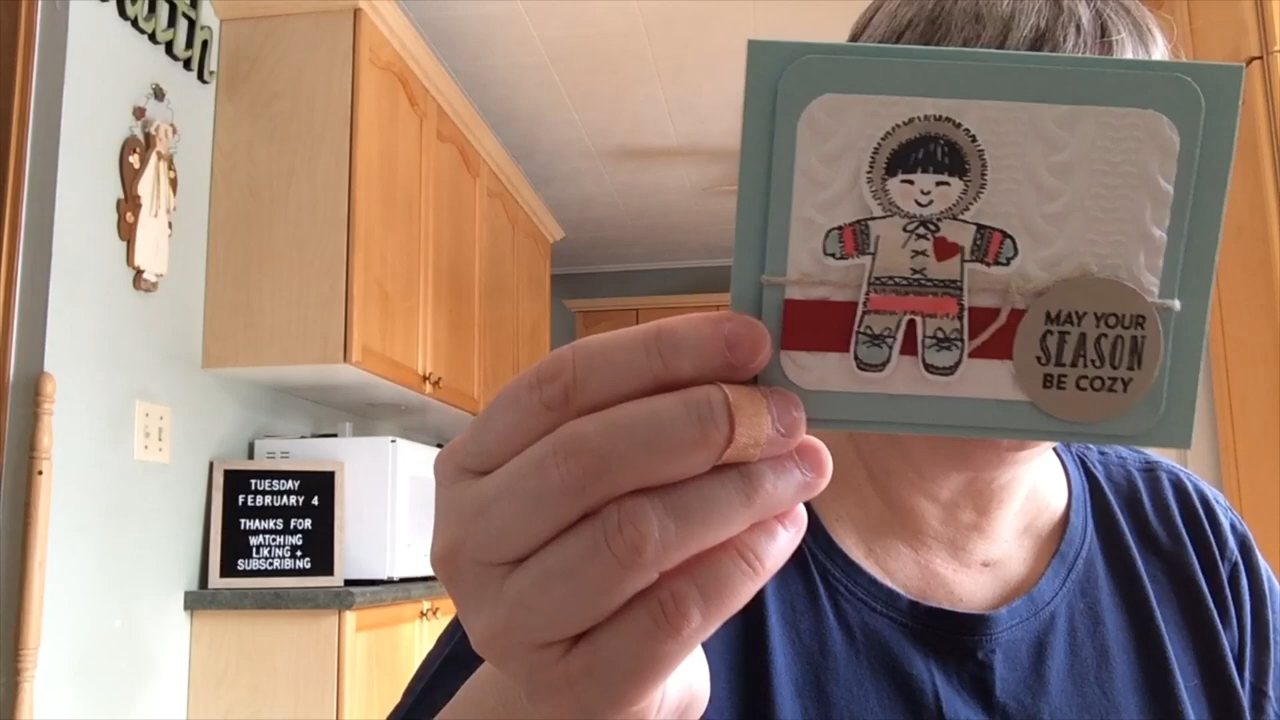 TUESDAY
FEBRUARY 4
THANKS FOR
WATCHING
LIKING +
SUBSCRIBING
MAY YOUR
SEASON
BE COZY